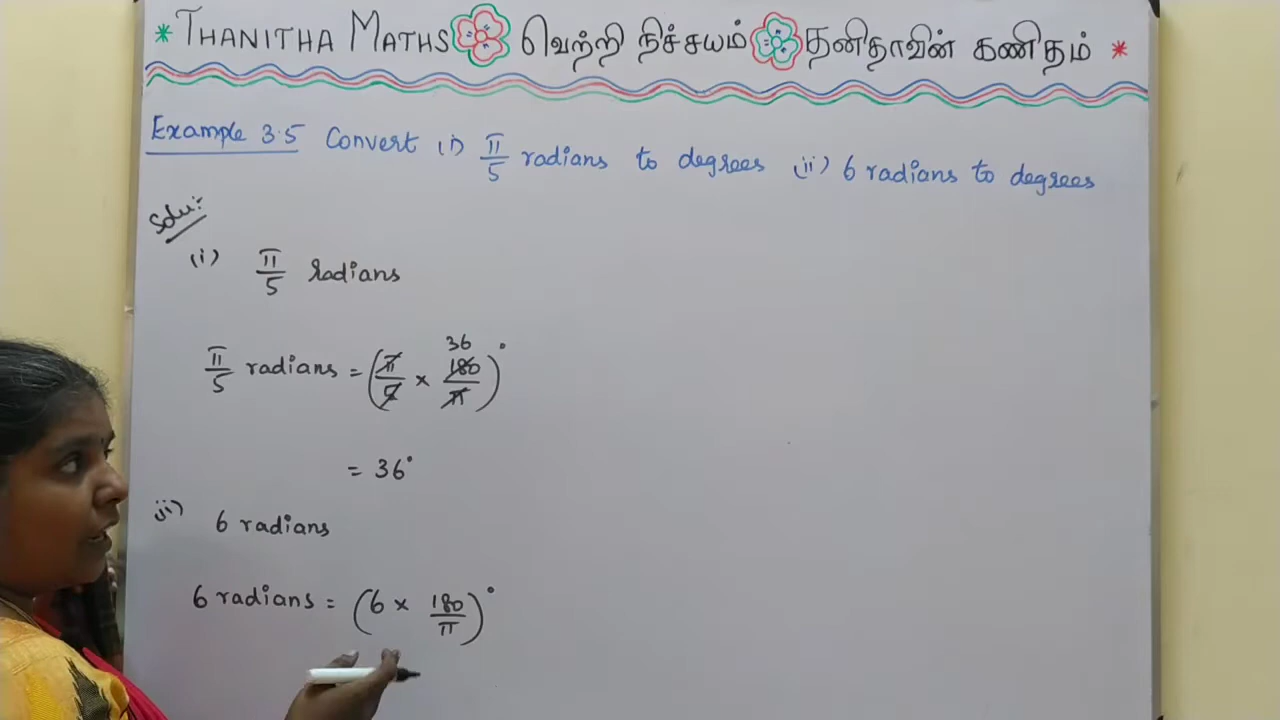 * THANITHA MATHS வெற்றி நிச்சயம் தனிதாவின் கணிதம் *
Example 3.5 Convert (i) π/5 radians to degrees (ii) 6 radians to degrees
Solu:-
(i) π/5 radians
π/5 radians = (π/5 × 180/π)° 36
= 36°
ii) 6 radians
6 radians = (6 × 180/π)°